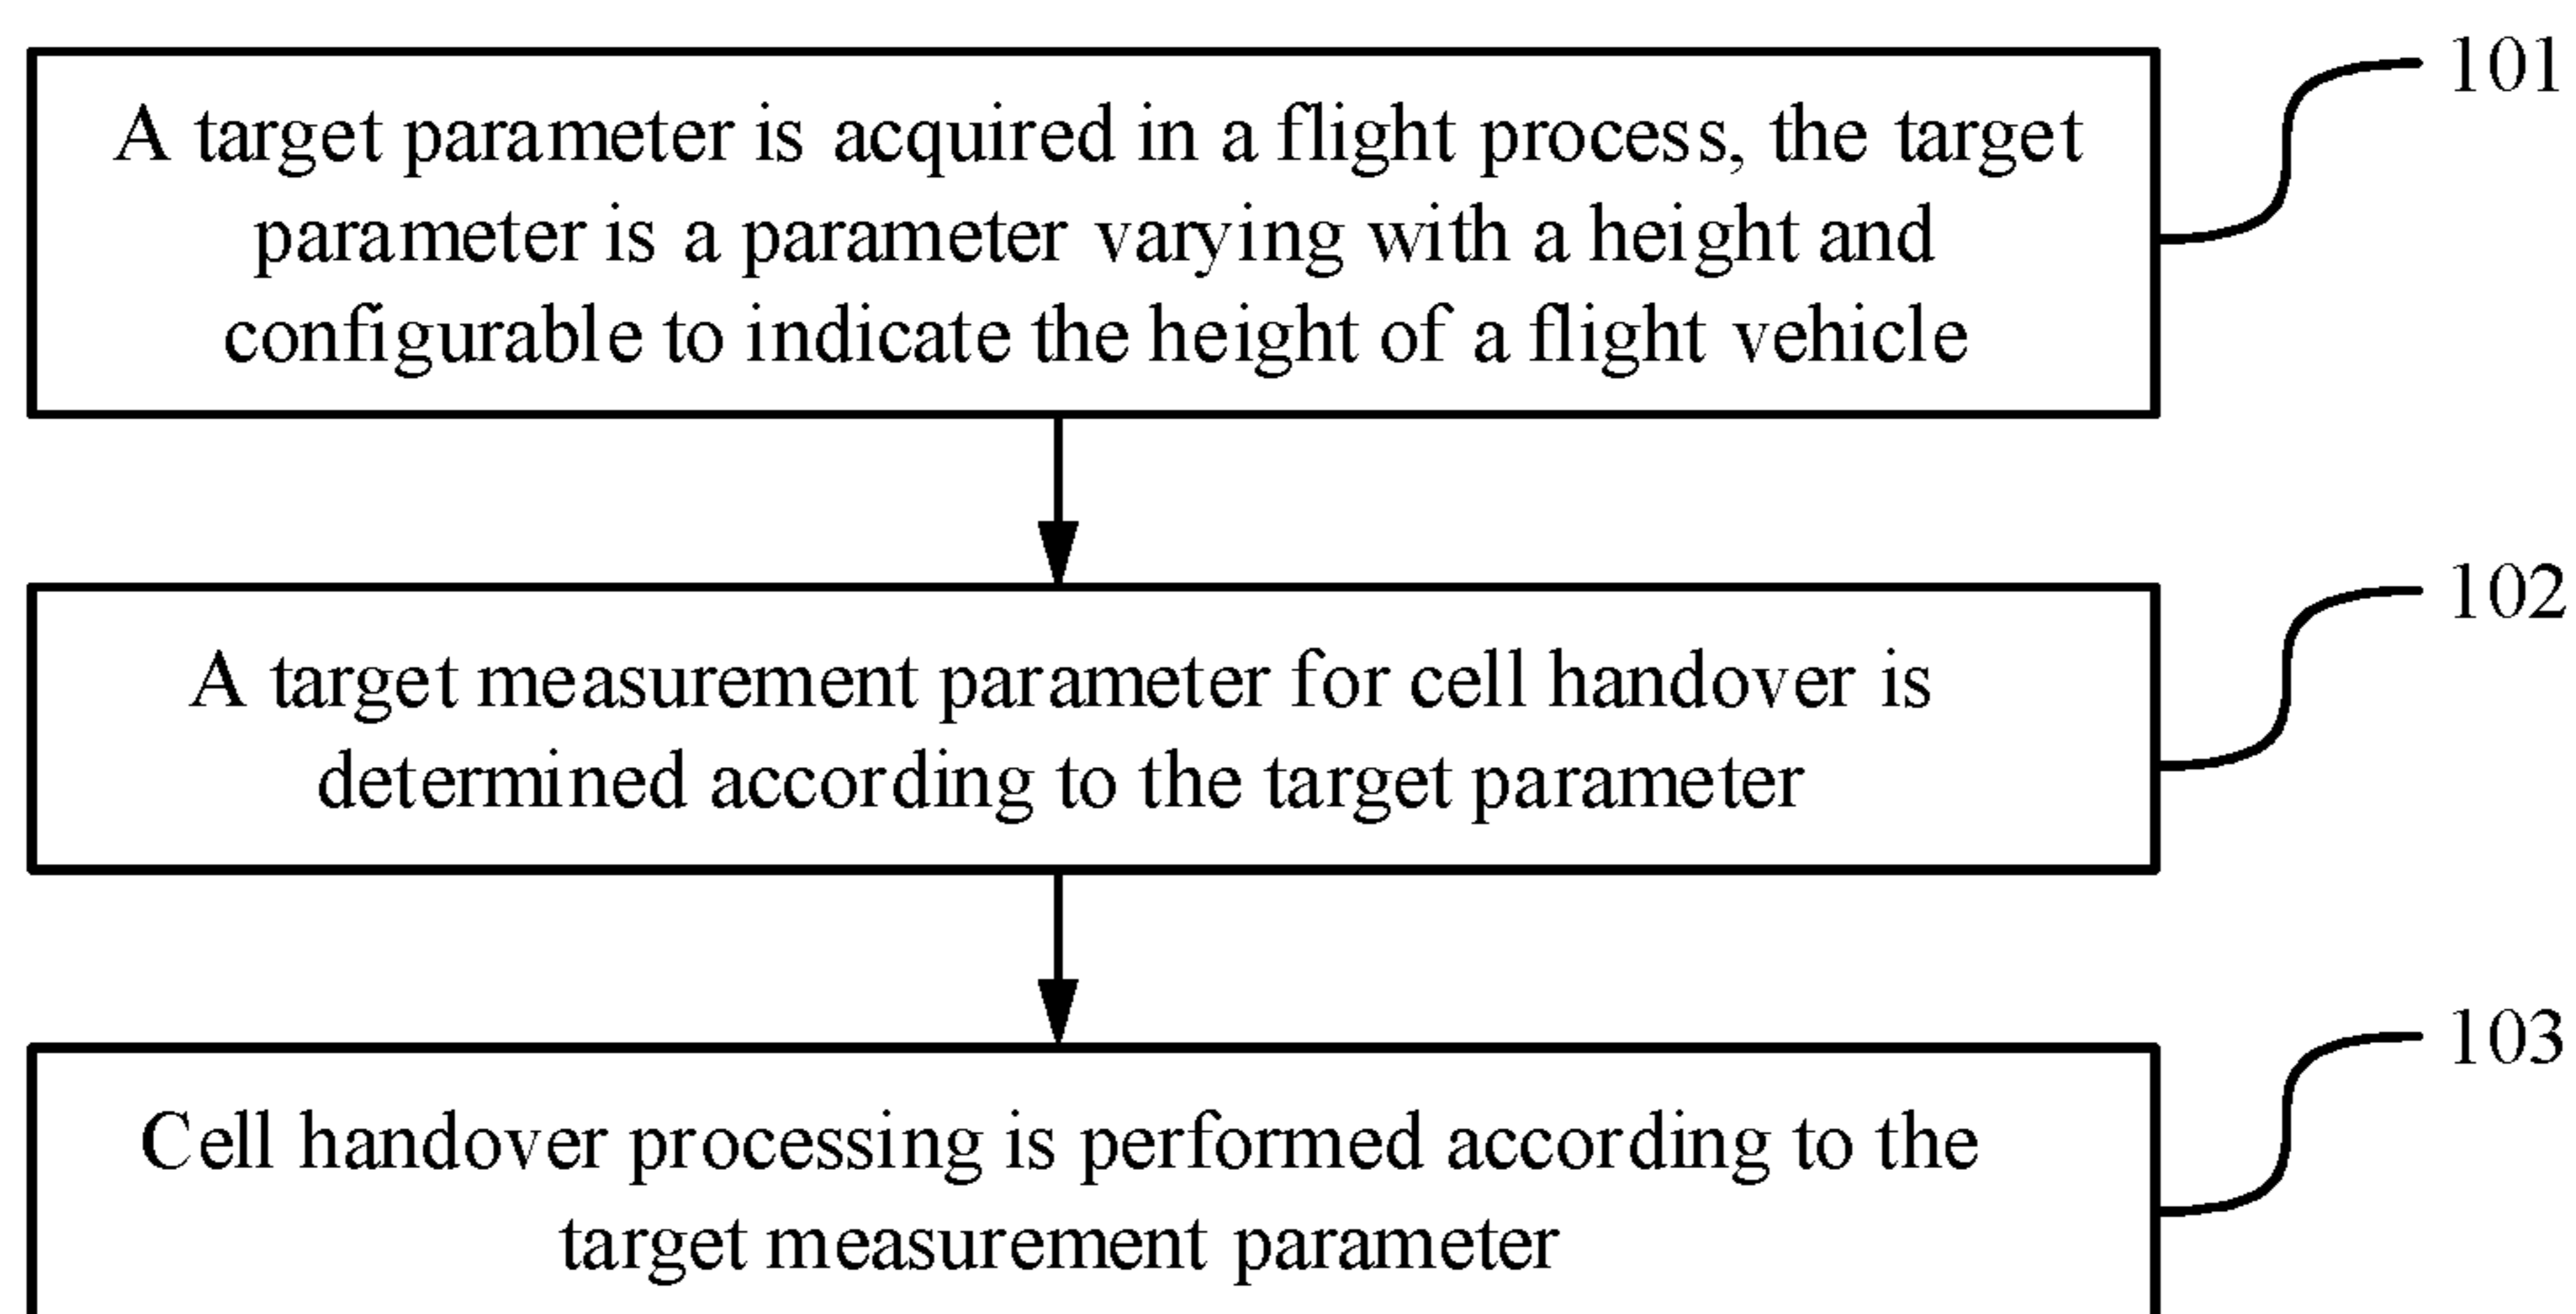 101
A target parameter is acquired in a flight process, the target
parameter is a parameter varying with a height and
configurable to indicate the height of a flight vehicle
102
A target measurement parameter for cell handover is
determined according to the target parameter
103
Cell handover processing is performed according to the
target measurement parameter